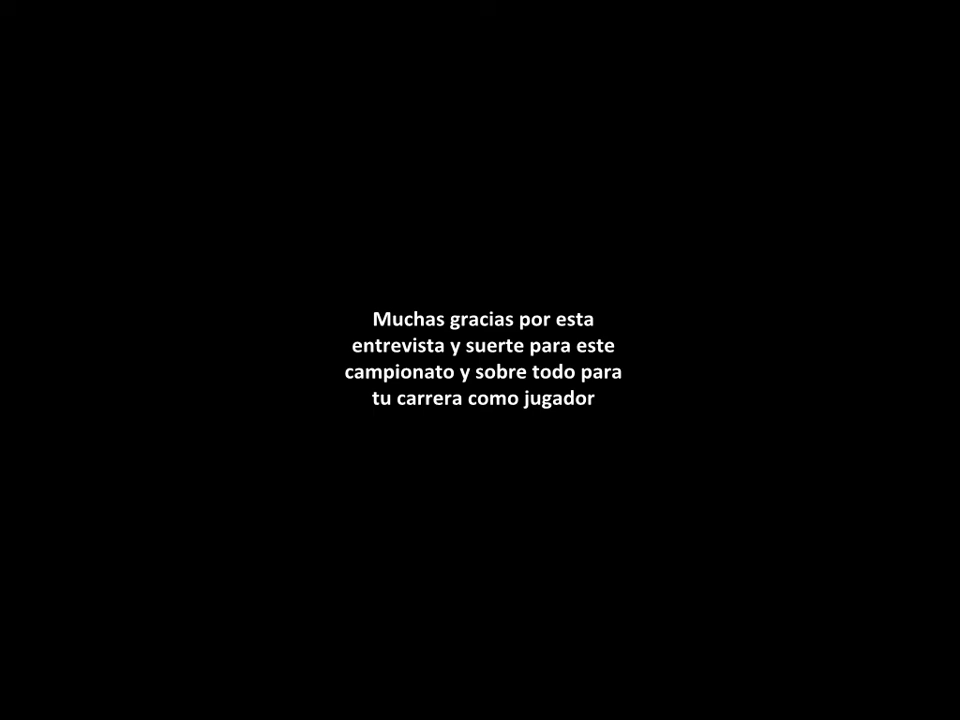 Muchas gracias por esta
entrevista y suerte para este
campionato y sobre todo para
tu carrera como jugador